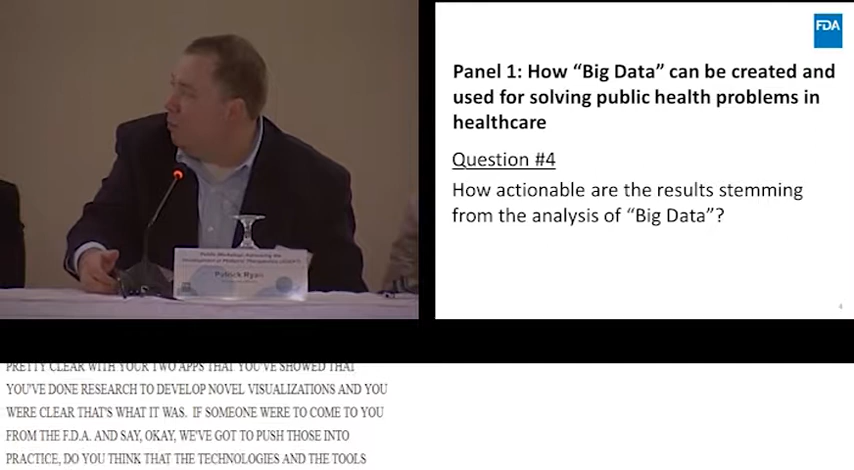 FDA
Panel 1: How “Big Data” can be created and
used for solving public health problems in
healthcare
Question #4
How actionable are the results stemming
from the analysis of “Big Data”?
4
Patrick Ryan
PRETTY CLEAR WITH YOUR TWO APPS THAT YOU'VE SHOWED THAT
YOU'VE DONE RESEARCH TO DEVELOP NOVEL VISUALIZATIONS AND YOU
WERE CLEAR THAT'S WHAT IT WAS. IF SOMEONE WERE TO COME TO YOU
FROM THE F.D.A. AND SAY, OKAY, WE'VE GOT TO PUSH THOSE INTO
PRACTICE, DO YOU THINK THAT THE TECHNOLOGIES AND THE TOOLS